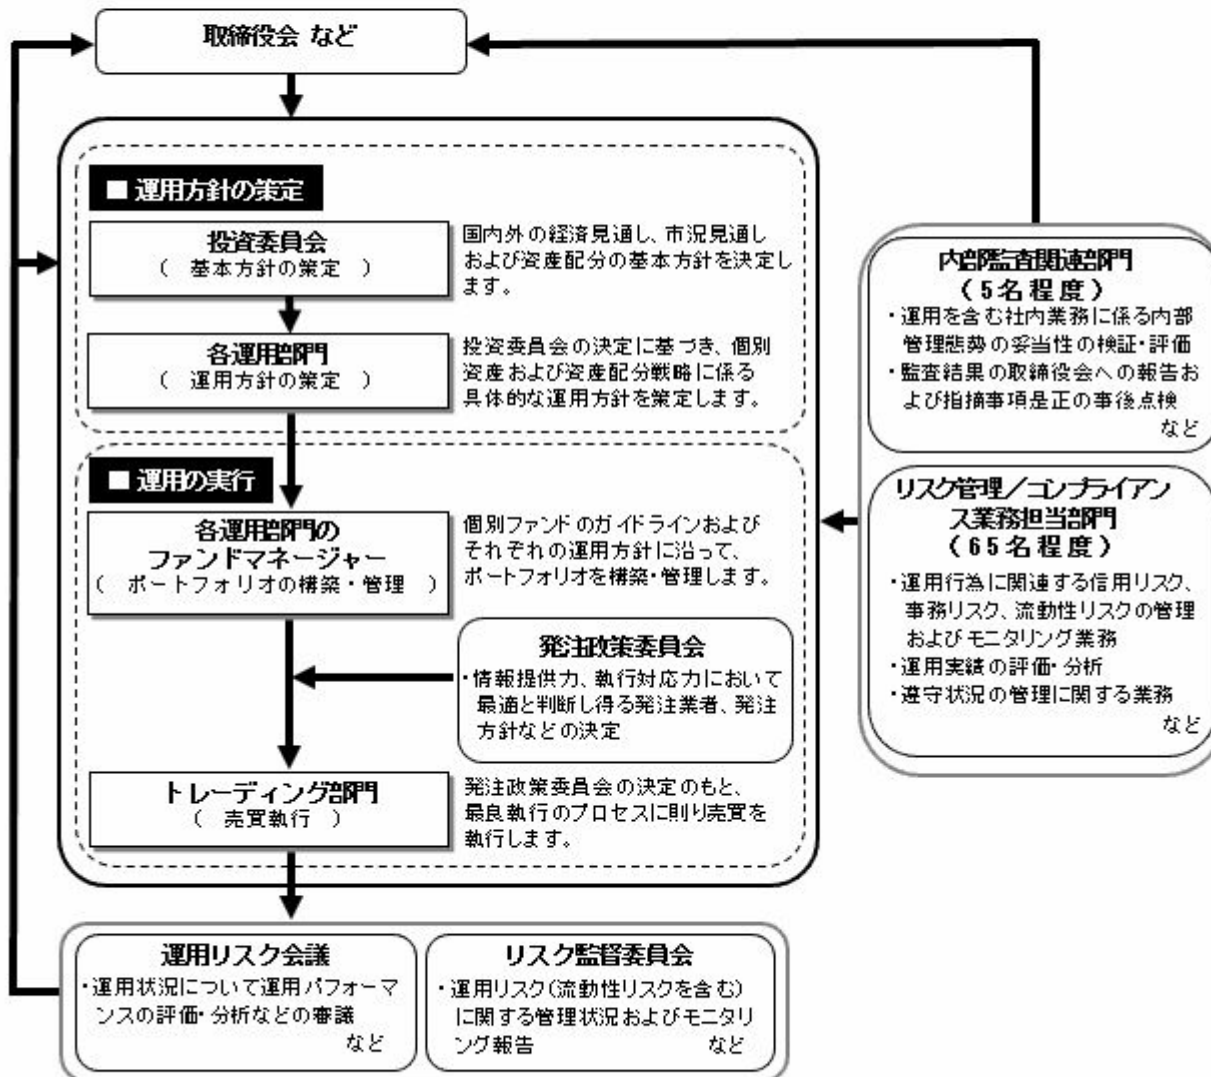 取締役会 など
■ 運用方針の策定
投資委員会
( 基本方針の策定 )
国内外の経済見通し、市況見通し
および資産配分の基本方針を決定し
ます。
各運用部門
( 運用方針の策定 )
投資委員会の決定に基づき、個別
資産および資産配分戦略に係る
具体的な運用方針を策定します。
■ 運用の実行
各運用部門の
ファンドマネージャー
( ポートフォリオの構築・管理 )
個別ファンドのガイドラインおよび
それぞれの運用方針に沿って、
ポートフォリオを構築・管理します。
発注政策委員会
・情報提供力、執行対応力において
最適と判断し得る発注業者、発注
方針などの決定
トレーディング部門
( 売買執行 )
発注政策委員会の決定のもと、
最良執行のプロセスに則り売買を
執行します。
内部監査関連部門
(5名程度)
・運用を含む社内業務に係る内部
管理態勢の妥当性の検証・評価
・監査結果の取締役会への報告お
よび指摘事項是正の事後点検
など
リスク管理/コンプライアン
ス業務担当部門
(65名程度)
・運用行為に関連する信用リスク、
事務リスク、流動性リスクの管理
およびモニタリング業務
・運用実績の評価・分析
・遵守状況の管理に関する業務
など
運用リスク会議
・運用状況について運用パフォーマ
ンスの評価・分析などの審議
など
リスク監督委員会
・運用リスク(流動性リスクを含む)
に関する管理状況およびモニタリ
ング報告 など